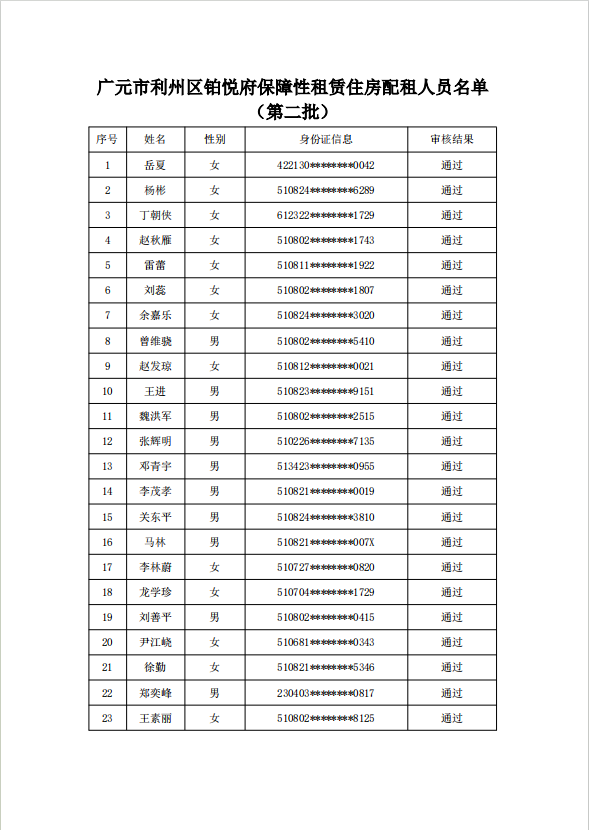 广元市利州区铂悦府保障性租赁住房配租人员名单
（第二批）
序号 姓名 性别 身份证信息 审核结果
1 岳夏 女 422130********0042 通过
2 杨彬 女 510824********6289 通过
3 丁朝侠 女 612322********1729 通过
4 赵秋雁 女 510802********1743 通过
5 雷蕾 女 510811********1922 通过
6 刘蕊 女 510802********1807 通过
7 余嘉乐 女 510824********3020 通过
8 曾维骁 男 510802********5410 通过
9 赵发琼 女 510812********0021 通过
10 王进 男 510823********9151 通过
11 魏洪军 男 510802********2515 通过
12 张辉明 男 510226********7135 通过
13 邓青宇 男 513423********0955 通过
14 李茂孝 男 510821********0019 通过
15 关东平 男 510824********3810 通过
16 马林 男 510821********007X 通过
17 李林蔚 女 510727********0820 通过
18 龙学珍 女 510704********1729 通过
19 刘善平 男 510802********0415 通过
20 尹江峣 女 510681********0343 通过
21 徐勤 女 510821********5346 通过
22 郑奕峰 男 230403********0817 通过
23 王素丽 女 510802********8125 通过